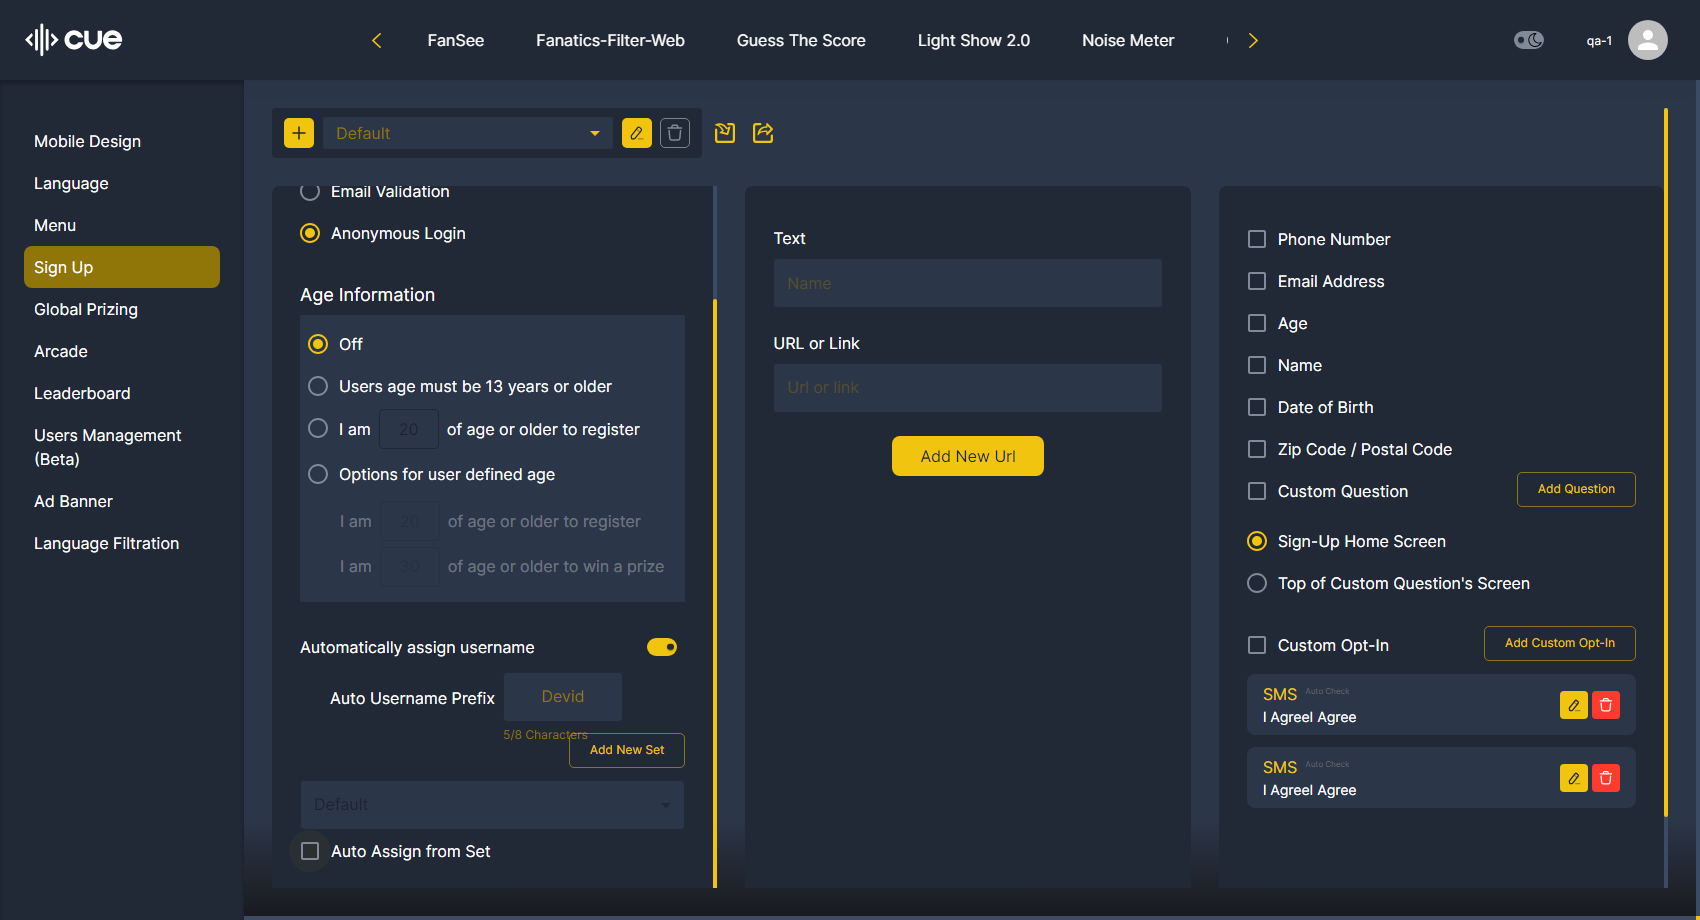 cue
FanSee
Fanatics-Filter-Web
Guess The Score
Light Show 2.0
Noise Meter
qa-1
Mobile Design
Language
Menu
Sign Up
Global Prizing
Arcade
Leaderboard
Users Management
(Beta)
Ad Banner
Language Filtration
Default
Email Validation
Anonymous Login
Age Information
Off
Users age must be 13 years or older
I am 20 of age or older to register
Options for user defined age
I am 20 of age or older to register
I am 30 of age or older to win a prize
Automatically assign username
Auto Username Prefix Devid
5/8 Characters
Add New Set
Default
Auto Assign from Set
Text
Name
URL or Link
Url or link
Add New Url
Phone Number
Email Address
Age
Name
Date of Birth
Zip Code / Postal Code
Custom Question Add Question
Sign-Up Home Screen
Top of Custom Question's Screen
Custom Opt-In Add Custom Opt-In
SMS Auto Check
I AgreeI Agree
SMS Auto Check
I AgreeI Agree